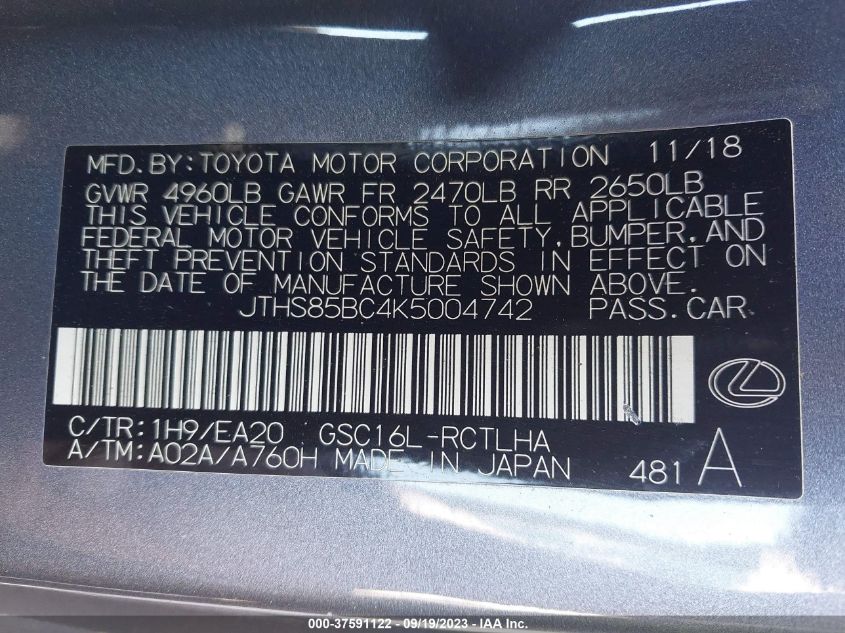 MFD.BY:TOYOTA MOTOR CORPORATION 11/18
GVWR 4960LB GAWR FR 2470LB RR 2650LB
THIS VEHICLE CONFORMS TO ALL APPLICABLE
FEDERAL MOTOR VEHICLE SAFETY,BUMPER,AND
THEFT PREVENTION STANDARDS IN EFFECT ON
THE DATE OF MANUFACTURE SHOWN ABOVE.
JTHS85BC4K5004742 PASS.CAR
C/TR:1H9/EA20 GSC16L-RCTLHA
A/TM:A02A/A760H MADE IN JAPAN 481 A
000-37591122 - 09/19/2023 - IAA Inc.